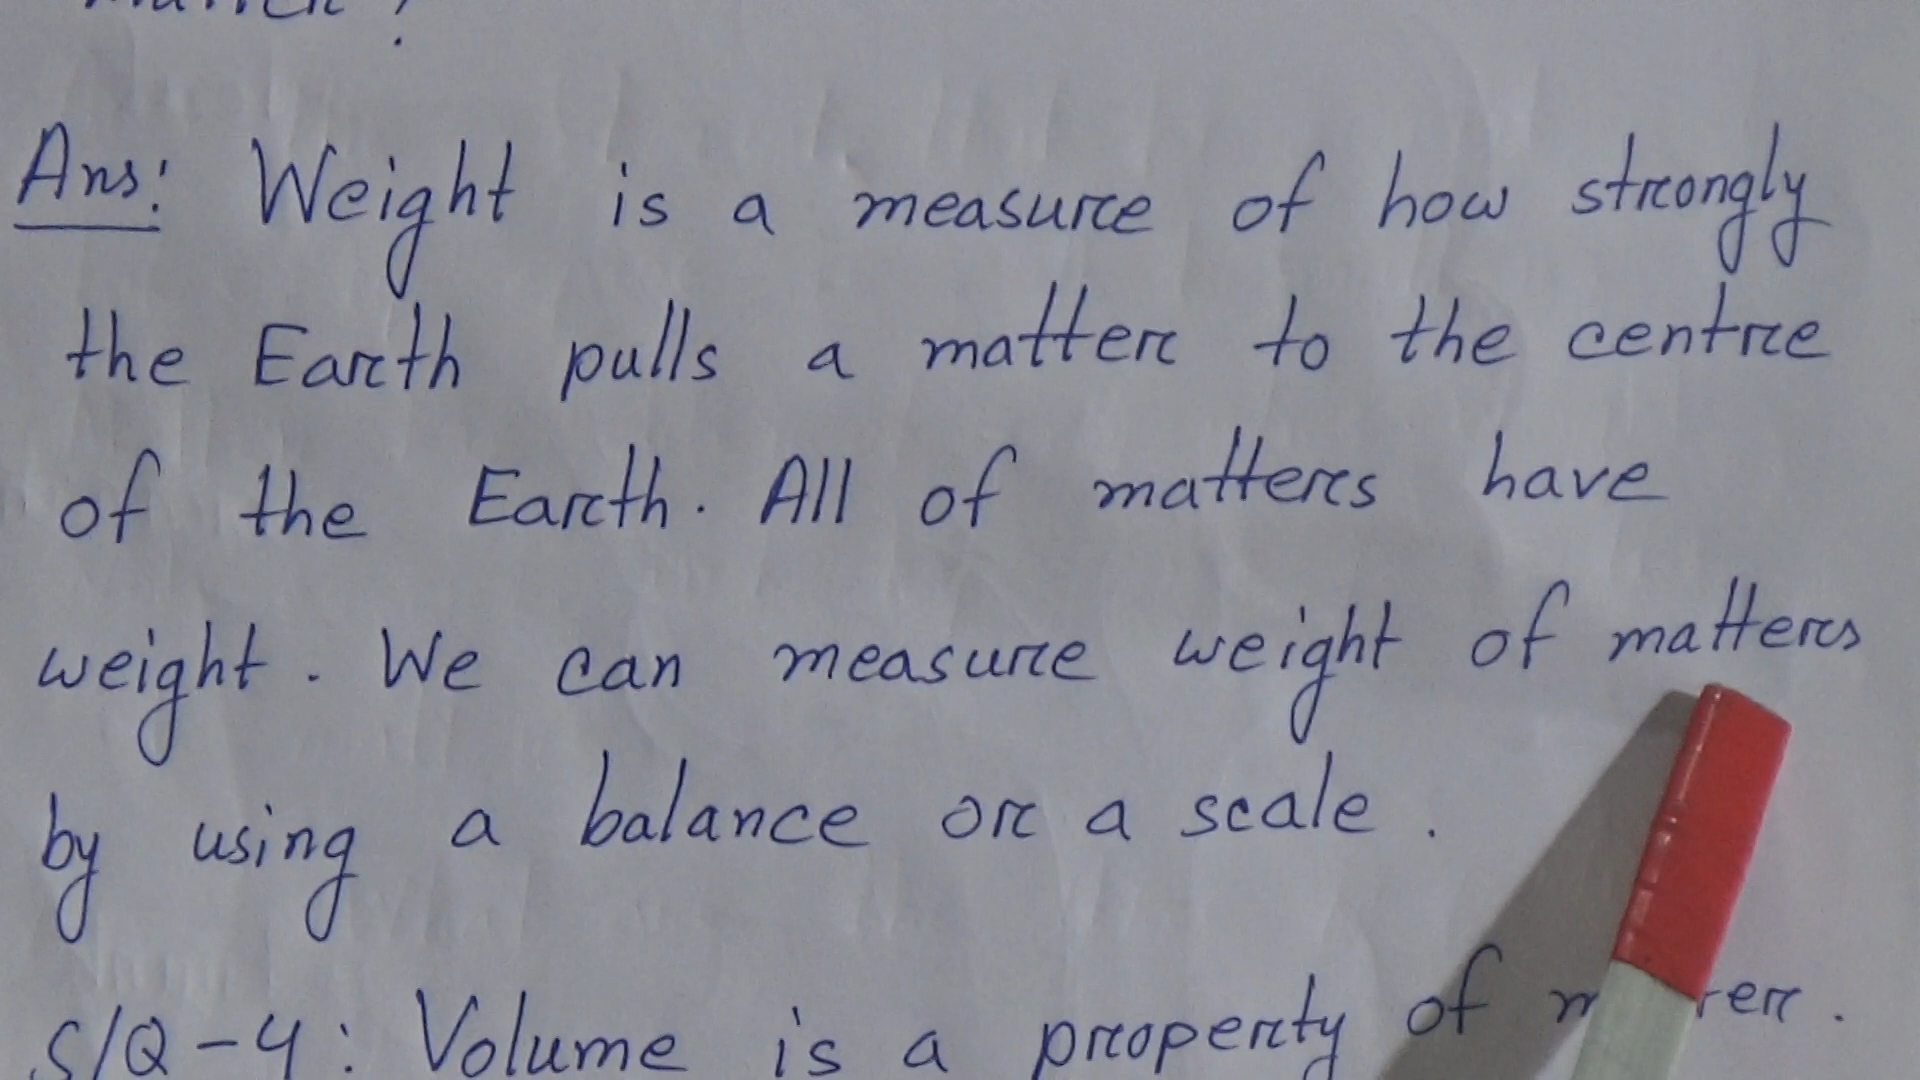 Ans: Weight is a measure of how strongly
the Earth pulls a matter to the centre
of the Earth. All of matters have
weight. We can measure weight of matters
by using a balance or a scale.
S/Q-4: Volume is a property of